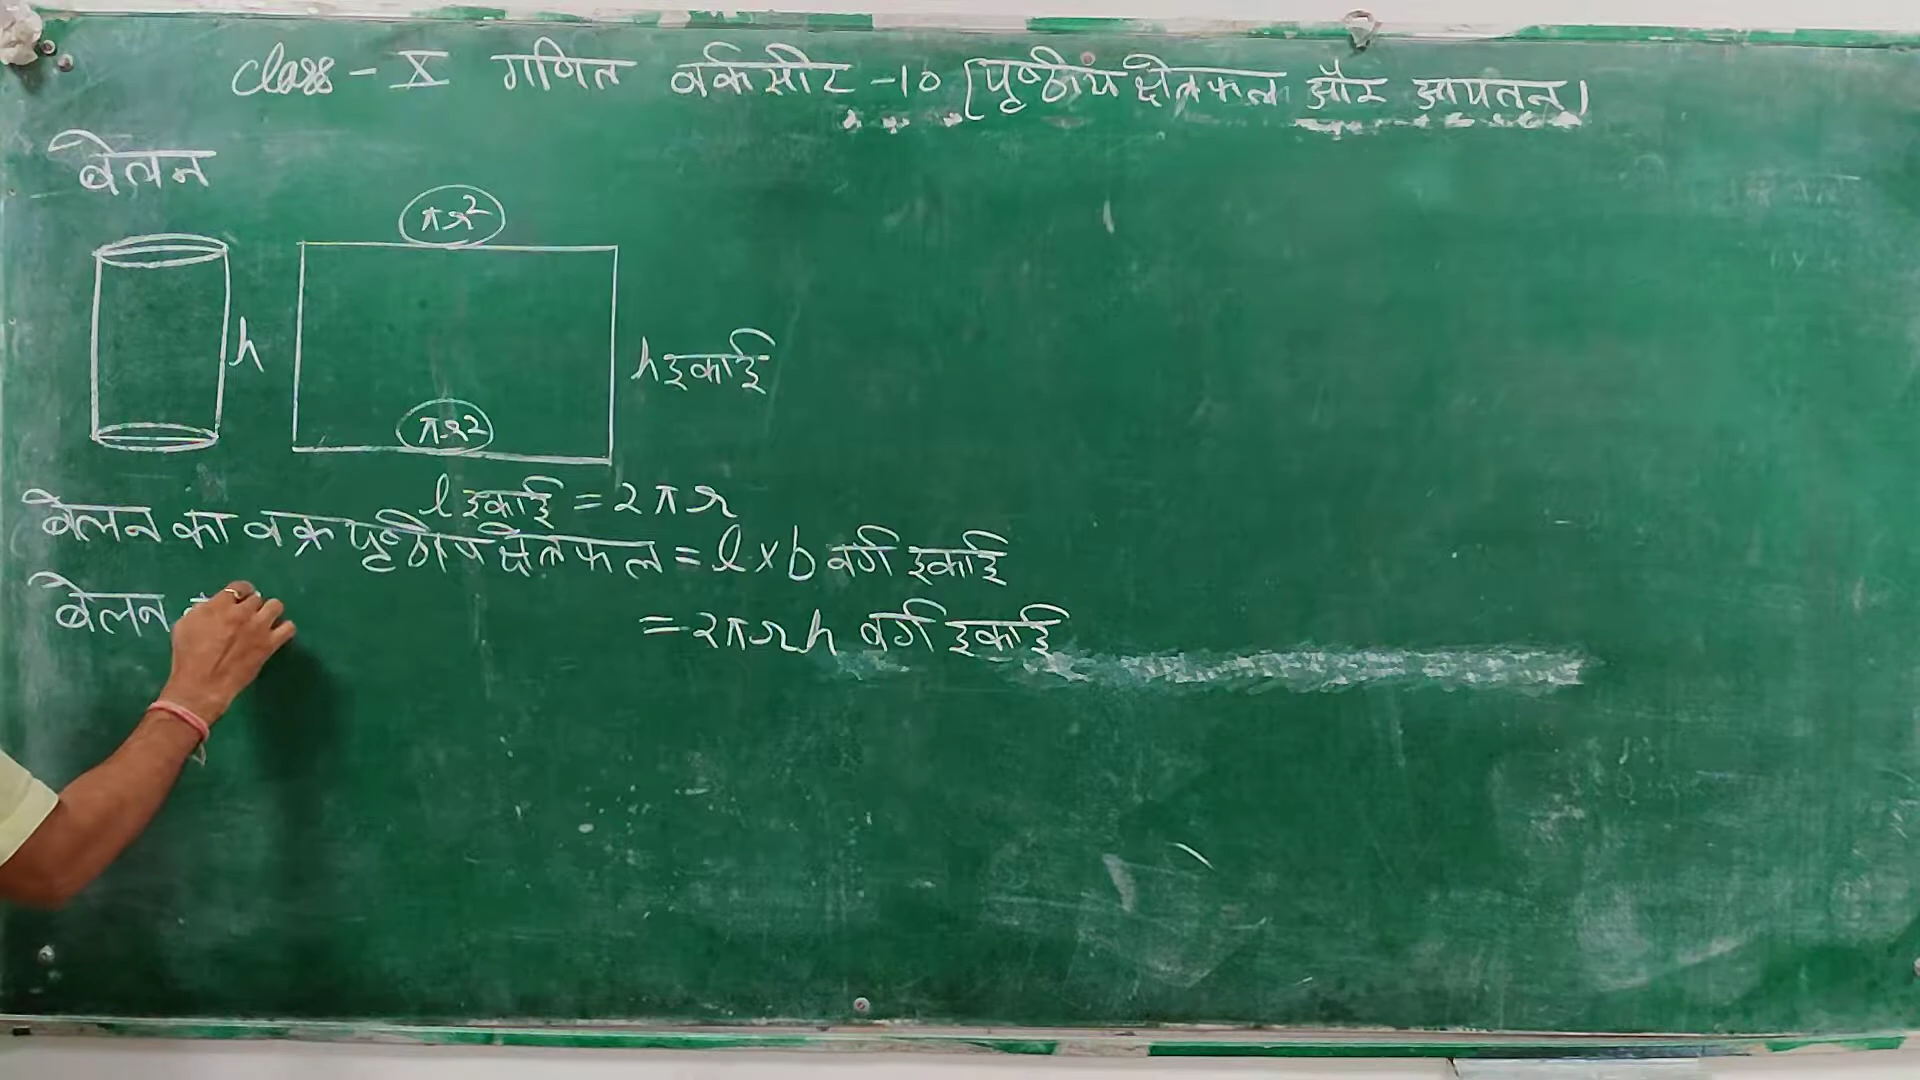 class - X गणित वर्कसीट -10 [पृष्ठीय क्षेत्रफल और आयतन]
बेलन
πr²
h
h इकाई
πr²
l इकाई = 2πr
बेलन का वक्र पृष्ठीय क्षेत्रफल = l x b वर्ग इकाई
= 2πrh वर्ग इकाई
बेलन